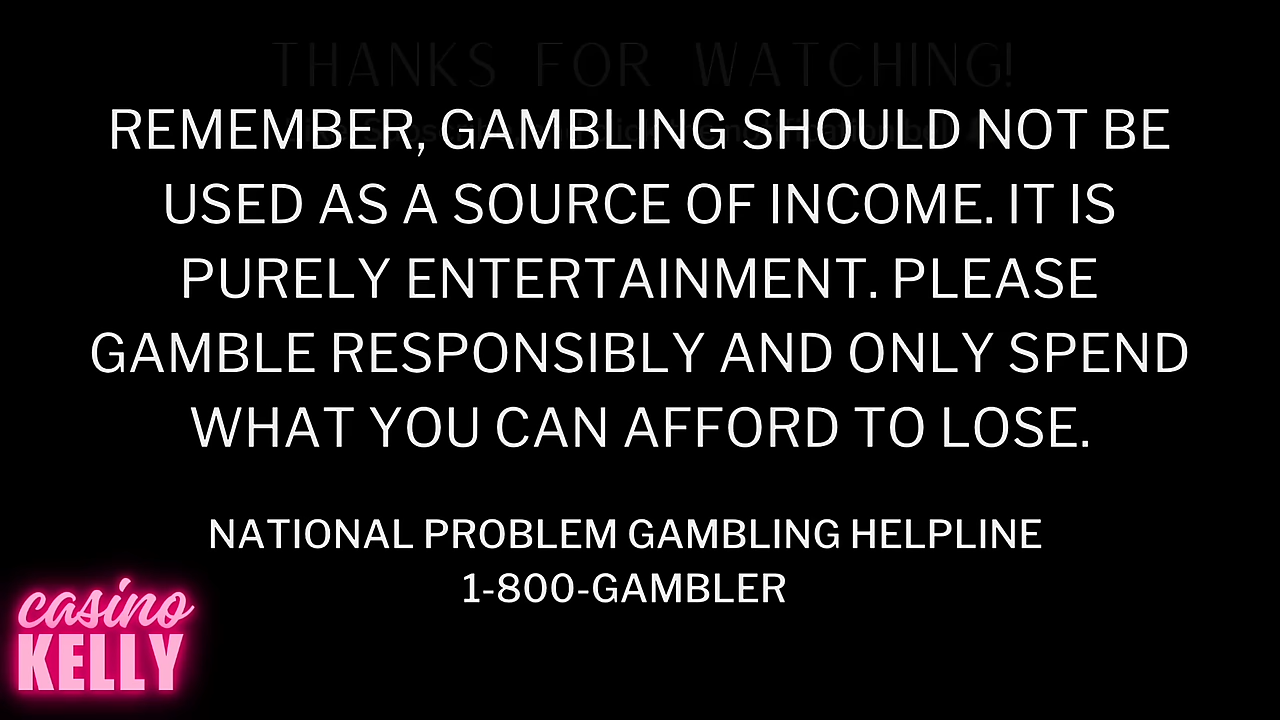 THANKS FOR WATCHING!
REMEMBER, GAMBLING SHOULD NOT BE
USED AS A SOURCE OF INCOME. IT IS
PURELY ENTERTAINMENT. PLEASE
GAMBLE RESPONSIBLY AND ONLY SPEND
WHAT YOU CAN AFFORD TO LOSE.
NATIONAL PROBLEM GAMBLING HELPLINE
1-800-GAMBLER
casino
KELLY